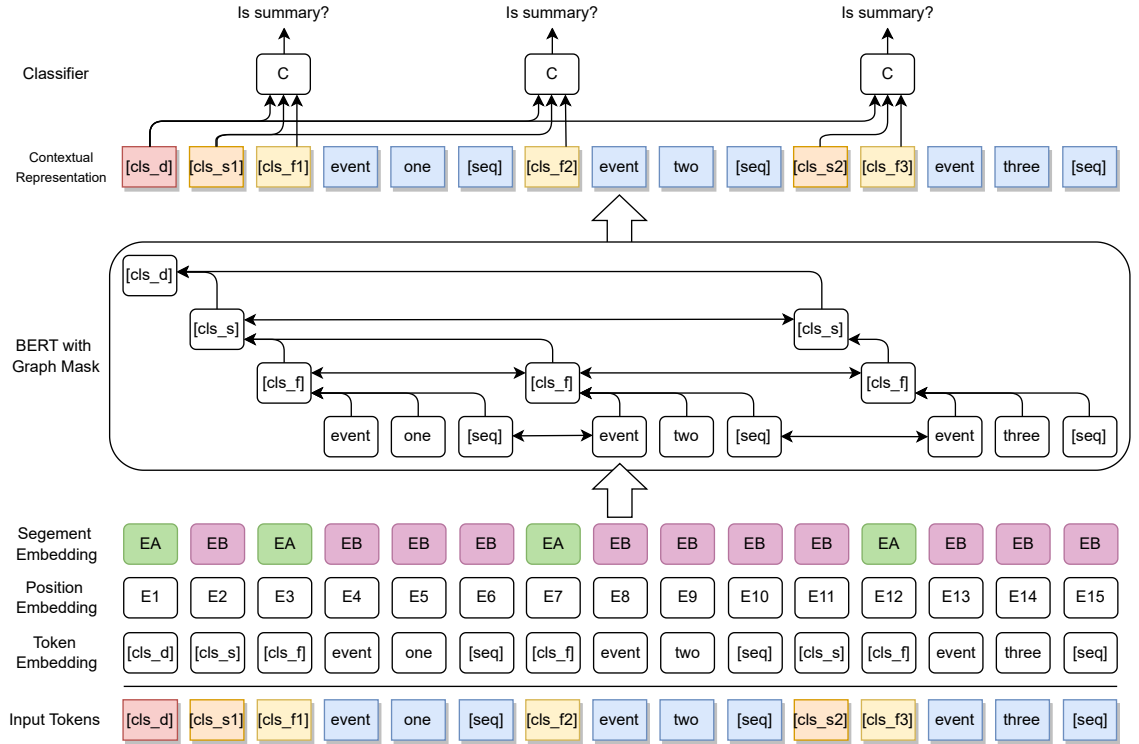 Is summary? Is summary? Is summary?
Classifier C C C
Contextual
Representation
[cls_d] [cls_s1] [cls_f1] event one [seq] [cls_f2] event two [seq] [cls_s2] [cls_f3] event three [seq]
[cls_d]
[cls_s] [cls_s]
BERT with
Graph Mask
[cls_f] [cls_f] [cls_f]
event one [seq] event two [seq] event three [seq]
Segement
Embedding
EA EB EA EB EB EB EA EB EB EB EB EA EB EB EB
Position
Embedding
E1 E2 E3 E4 E5 E6 E7 E8 E9 E10 E11 E12 E13 E14 E15
Token
Embedding
[cls_d] [cls_s] [cls_f] event one [seq] [cls_f] event two [seq] [cls_s] [cls_f] event three [seq]
Input Tokens [cls_d] [cls_s1] [cls_f1] event one [seq] [cls_f2] event two [seq] [cls_s2] [cls_f3] event three [seq]